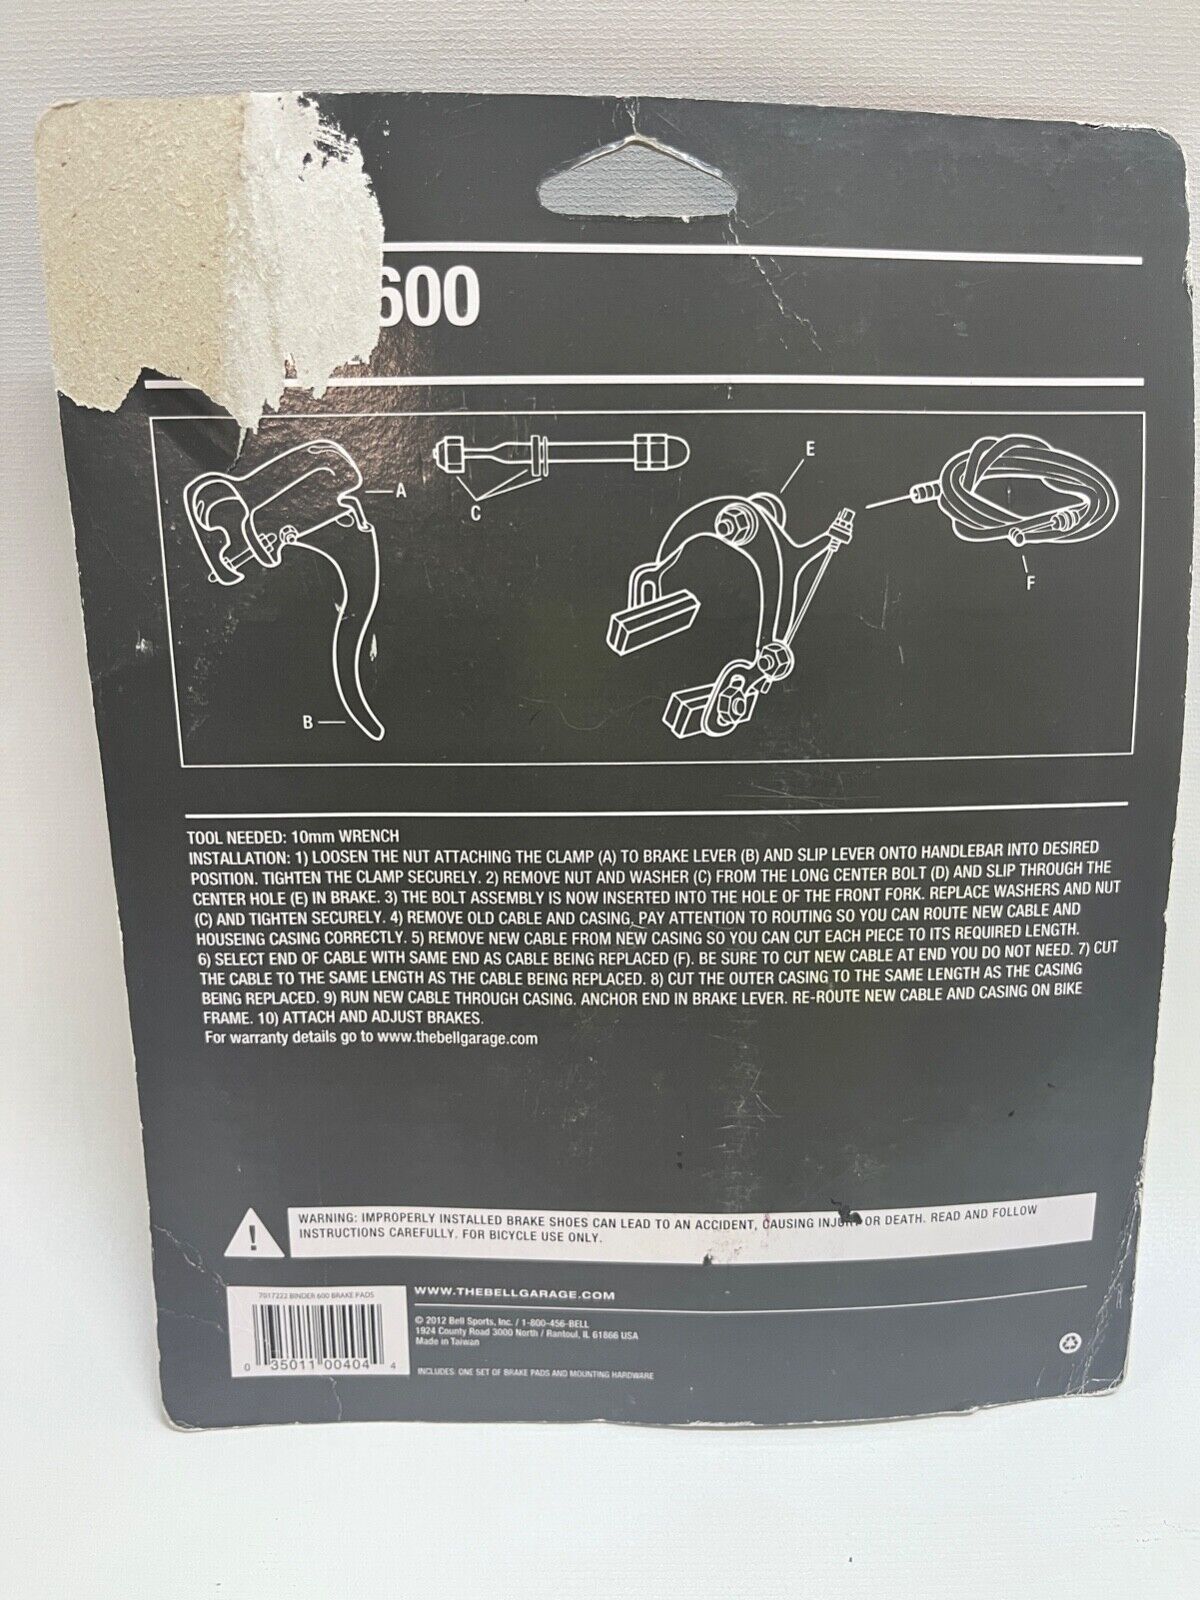 600
A
C
E
F
B
TOOL NEEDED: 10mm WRENCH
INSTALLATION: 1) LOOSEN THE NUT ATTACHING THE CLAMP (A) TO BRAKE LEVER (B) AND SLIP LEVER ONTO HANDLEBAR INTO DESIRED
POSITION. TIGHTEN THE CLAMP SECURELY. 2) REMOVE NUT AND WASHER (C) FROM THE LONG CENTER BOLT (D) AND SLIP THROUGH THE
CENTER HOLE (E) IN BRAKE. 3) THE BOLT ASSEMBLY IS NOW INSERTED INTO THE HOLE OF THE FRONT FORK. REPLACE WASHERS AND NUT
(C) AND TIGHTEN SECURELY. 4) REMOVE OLD CABLE AND CASING. PAY ATTENTION TO ROUTING SO YOU CAN ROUTE NEW CABLE AND
HOUSEING CASING CORRECTLY. 5) REMOVE NEW CABLE FROM NEW CASING SO YOU CAN CUT EACH PIECE TO ITS REQUIRED LENGTH.
6) SELECT END OF CABLE WITH SAME END AS CABLE BEING REPLACED (F). BE SURE TO CUT NEW CABLE AT END YOU DO NOT NEED. 7) CUT
THE CABLE TO THE SAME LENGTH AS THE CABLE BEING REPLACED. 8) CUT THE OUTER CASING TO THE SAME LENGTH AS THE CASING
BEING REPLACED. 9) RUN NEW CABLE THROUGH CASING. ANCHOR END IN BRAKE LEVER. RE-ROUTE NEW CABLE AND CASING ON BIKE
FRAME. 10) ATTACH AND ADJUST BRAKES.
For warranty details go to www.thebellgarage.com
WARNING: IMPROPERLY INSTALLED BRAKE SHOES CAN LEAD TO AN ACCIDENT, CAUSING INJURY OR DEATH. READ AND FOLLOW
INSTRUCTIONS CAREFULLY. FOR BICYCLE USE ONLY.
7017222 BINDER 600 BRAKE PADS
0 35011 00404 4
WWW.THEBELLGARAGE.COM
© 2012 Bell Sports, Inc. / 1-800-456-BELL
1924 County Road 3000 North / Rantoul, IL 61866 USA
Made in Taiwan
INCLUDES: ONE SET OF BRAKE PADS AND MOUNTING HARDWARE